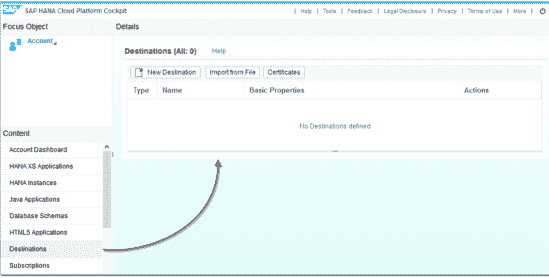 SAP SAP HANA Cloud Platform Cockpit
Help | Tools | Feedback | Legal Disclosure | Privacy | Terms of Use | More
Focus Object
Account
Details
Destinations (All: 0) Help
New Destination Import from File Certificates
Type Name Basic Properties Actions
No Destinations defined
Content
Account Dashboard
HANA XS Applications
HANA Instances
Java Applications
Database Schemas
HTML5 Applications
Destinations
Subscriptions